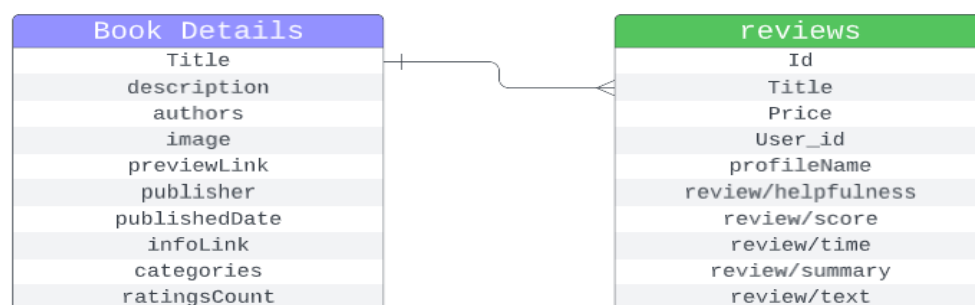 Book Details
Title
description
authors
image
previewLink
publisher
publishedDate
infoLink
categories
ratingsCount
reviews
Id
Title
Price
User_id
profileName
review/helpfulness
review/score
review/time
review/summary
review/text